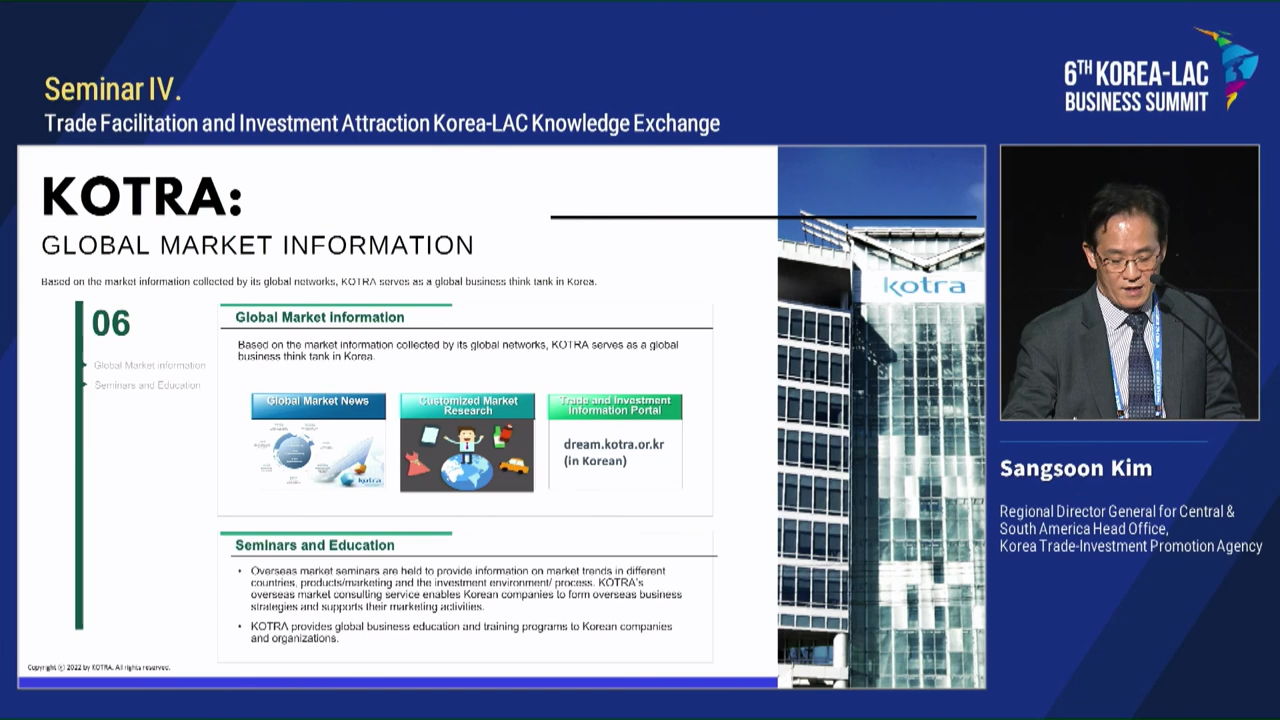 Seminar IV.
Trade Facilitation and Investment Attraction Korea-LAC Knowledge Exchange
6TH KOREA-LAC
BUSINESS SUMMIT
KOTRA:
GLOBAL MARKET INFORMATION
Based on the market information collected by its global networks, KOTRA serves as a global business think tank in Korea.
06
Global Market information
Seminars and Education
Global Market information
Based on the market information collected by its global networks, KOTRA serves as a global
business think tank in Korea.
Global Market News
Customized Market
Research
Trade and Investment
Information Portal
kotra
dream.kotra.or.kr
(in Korean)
Seminars and Education
• Overseas market seminars are held to provide information on market trends in different
countries, products/marketing and the investment environment/ process. KOTRA's
overseas market consulting service enables Korean companies to form overseas business
strategies and supports their marketing activities.
• KOTRA provides global business education and training programs to Korean companies
and organizations.
Copyright ⓒ 2022 by KOTRA. All rights reserved.
kotra
Sangsoon Kim
Regional Director General for Central &
South America Head Office,
Korea Trade-Investment Promotion Agency